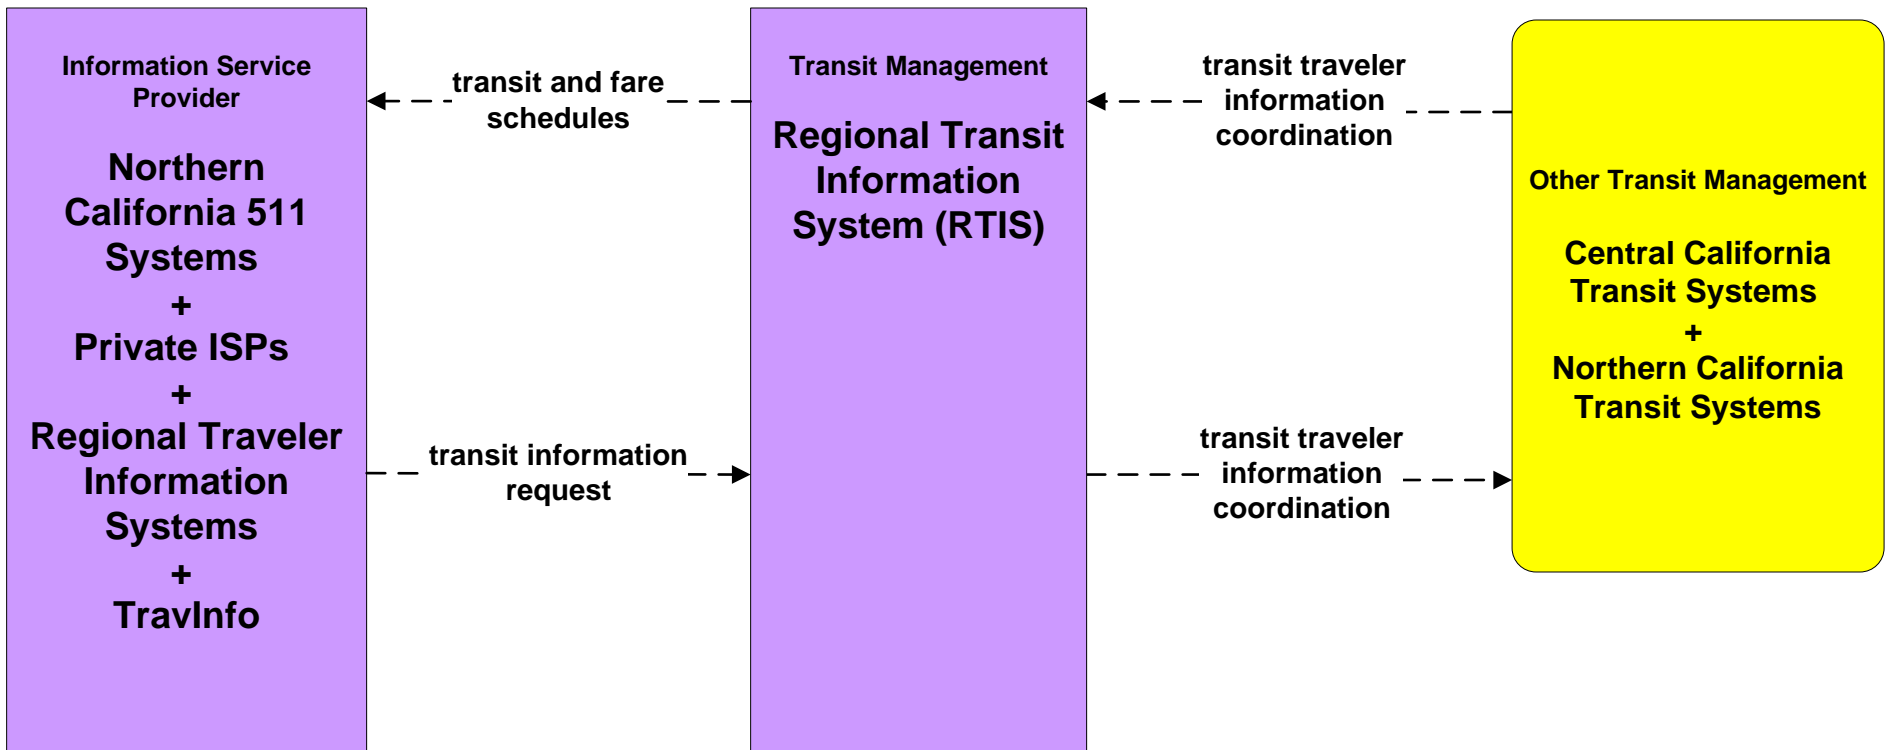 Information Service
Provider
Northern
California 511
Systems
+
Private ISPs
+
Regional Traveler
Information
Systems
+
TravInfo
transit and fare
schedules
transit information
request
Transit Management
Regional Transit
Information
System (RTIS)
transit traveler
information
coordination
transit traveler
information
coordination
Other Transit Management
Central California
Transit Systems
+
Northern California
Transit Systems